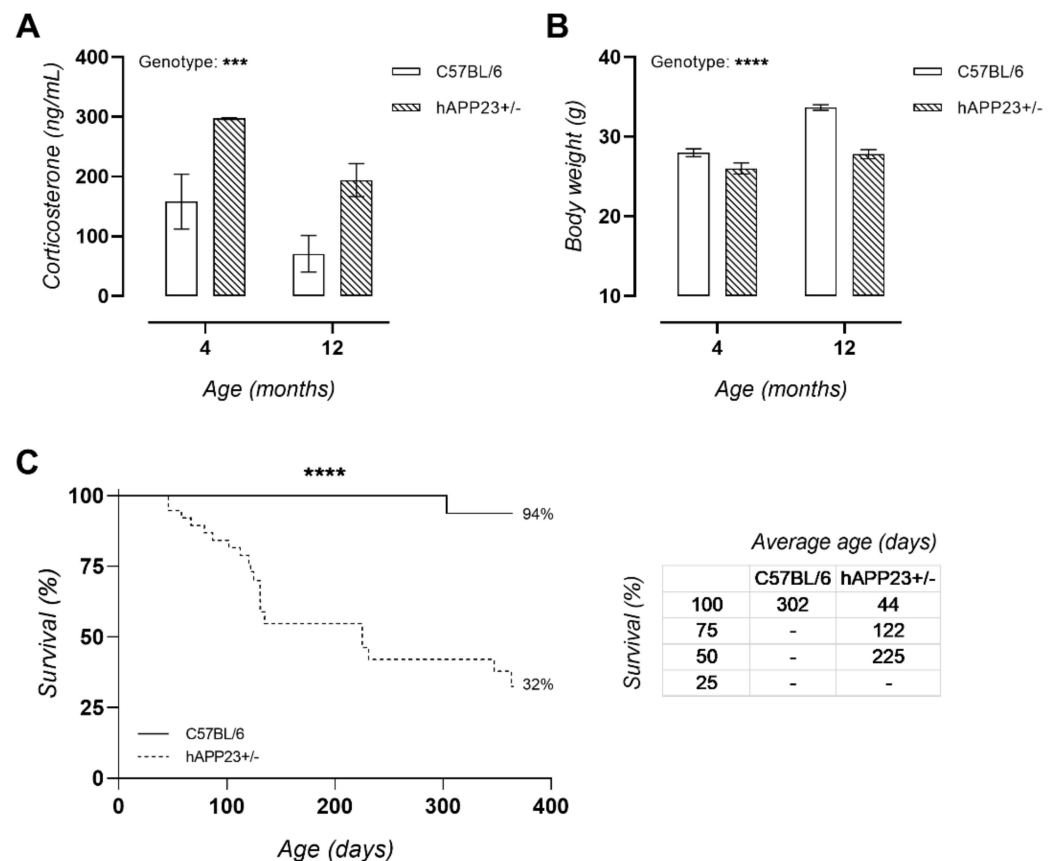 A
Genotype: ***
C57BL/6
hAPP23+/-
Corticosterone (ng/mL)
400
300
200
100
0
4
12
Age (months)
B
Genotype: ****
C57BL/6
hAPP23+/-
Body weight (g)
40
30
20
10
4
12
Age (months)
C
****
Survival (%)
100
75
50
25
0
94%
32%
C57BL/6
hAPP23+/-
0 100 200 300 400
Age (days)
Average age (days)
Survival (%)
C57BL/6 hAPP23+/-
100 302 44
75 - 122
50 - 225
25 - -